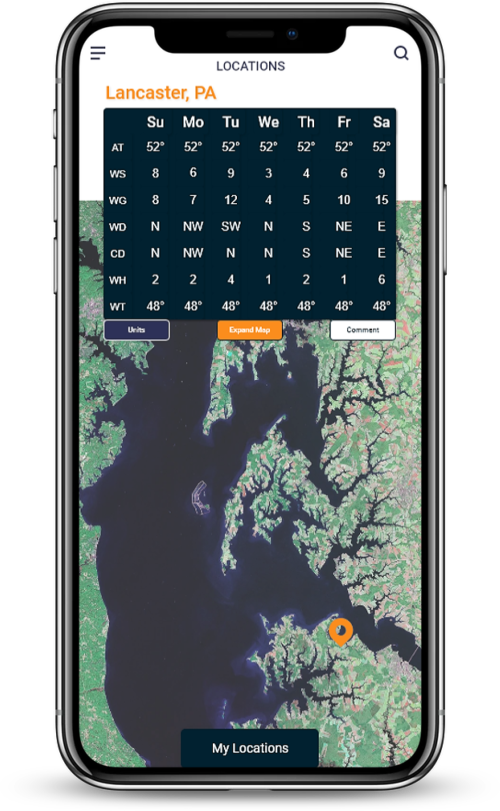 LOCATIONS
Lancaster, PA
Su Mo Tu We Th Fr Sa
AT 52° 52° 52° 52° 52° 52° 52°
WS 8 6 9 3 4 6 9
WG 8 7 12 4 5 10 15
WD N NW SW N S NE E
CD N NW N N S NE E
WH 2 2 4 1 2 1 6
WT 48° 48° 48° 48° 48° 48° 48°
Units Expand Map Comment
My Locations